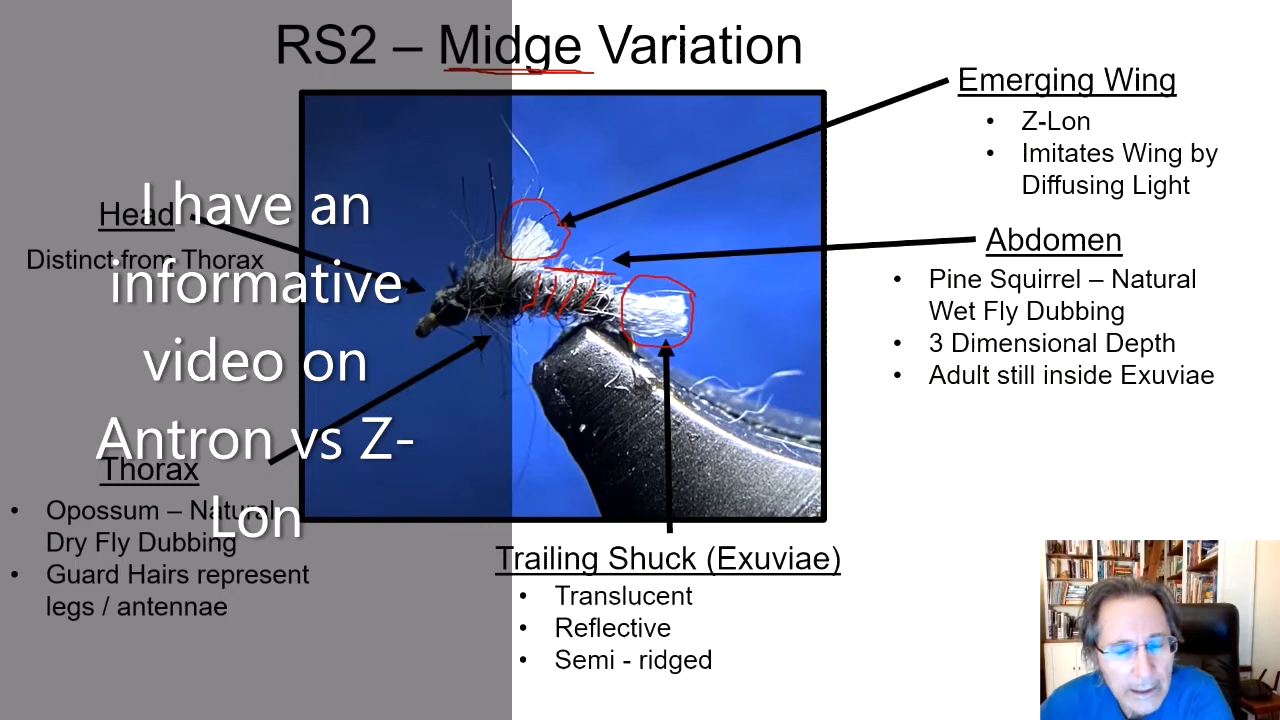 RS2 – Midge Variation
Emerging Wing
• Z-Lon
• Imitates Wing by
Diffusing Light
Head
Distinct from Thorax
I have an
informative
video on
Antron vs Z-
Lon
Abdomen
• Pine Squirrel – Natural
Wet Fly Dubbing
• 3 Dimensional Depth
• Adult still inside Exuviae
Thorax
• Opossum – Natural
Dry Fly Dubbing
• Guard Hairs represent
legs / antennae
Trailing Shuck (Exuviae)
• Translucent
• Reflective
• Semi - ridged